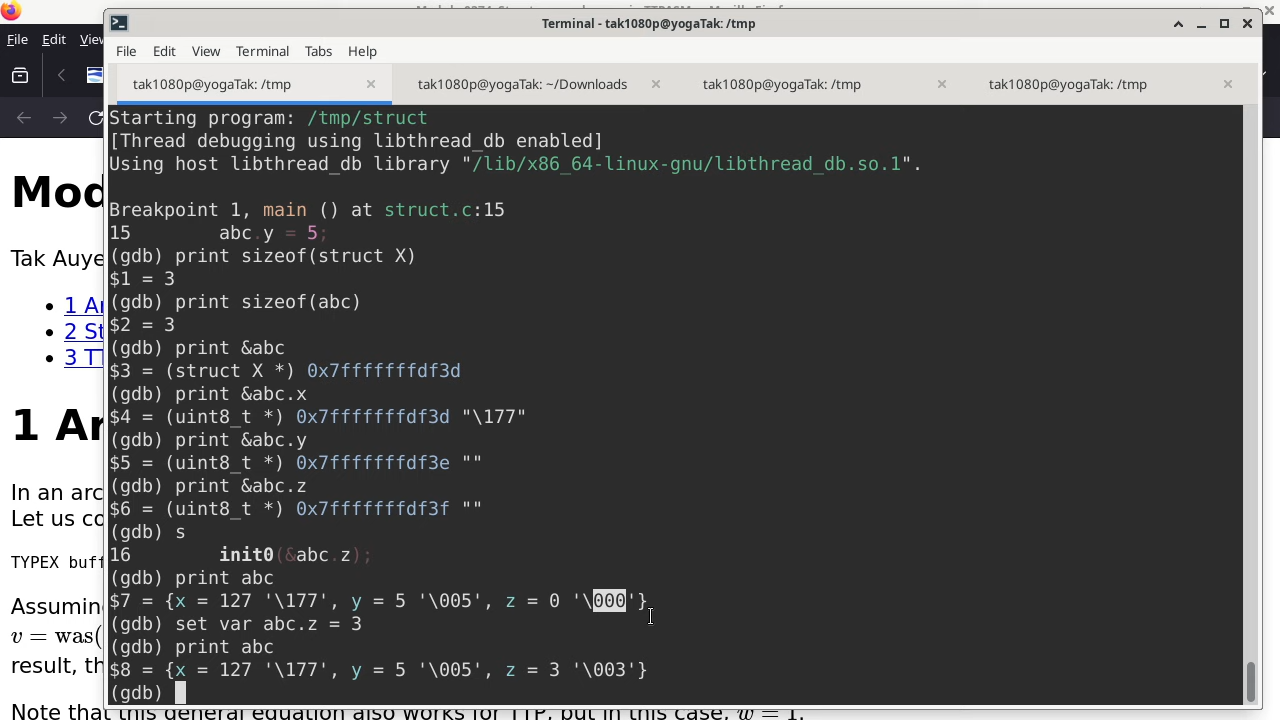 Terminal - tak1080p@yogaTak: /tmp
File Edit View
File Edit View Terminal Tabs Help
tak1080p@yogaTak: /tmp
tak1080p@yogaTak: ~/Downloads
tak1080p@yogaTak: /tmp
tak1080p@yogaTak: /tmp
Starting program: /tmp/struct
[Thread debugging using libthread_db enabled]
Using host libthread_db library "/lib/x86_64-linux-gnu/libthread_db.so.1".
Breakpoint 1, main () at struct.c:15
15 abc.y = 5;
(gdb) print sizeof(struct X)
$1 = 3
(gdb) print sizeof(abc)
$2 = 3
(gdb) print &abc
$3 = (struct X *) 0x7fffffffdf3d
(gdb) print &abc.x
$4 = (uint8_t *) 0x7fffffffdf3d "\177"
(gdb) print &abc.y
$5 = (uint8_t *) 0x7fffffffdf3e ""
(gdb) print &abc.z
$6 = (uint8_t *) 0x7fffffffdf3f ""
(gdb) s
16 init0(&abc.z);
(gdb) print abc
$7 = {x = 127 '\177', y = 5 '\005', z = 0 '\000'}
(gdb) set var abc.z = 3
(gdb) print abc
$8 = {x = 127 '\177', y = 5 '\005', z = 3 '\003'}
(gdb)
Mod
Tak Auye
1 Ar
2 St
3 TT
1 Ar
In an arc
Let us co
TYPEX buff
Assuming
v = was(
result, th
Note that this general equation also works for TTP, but in this case, w = 1.